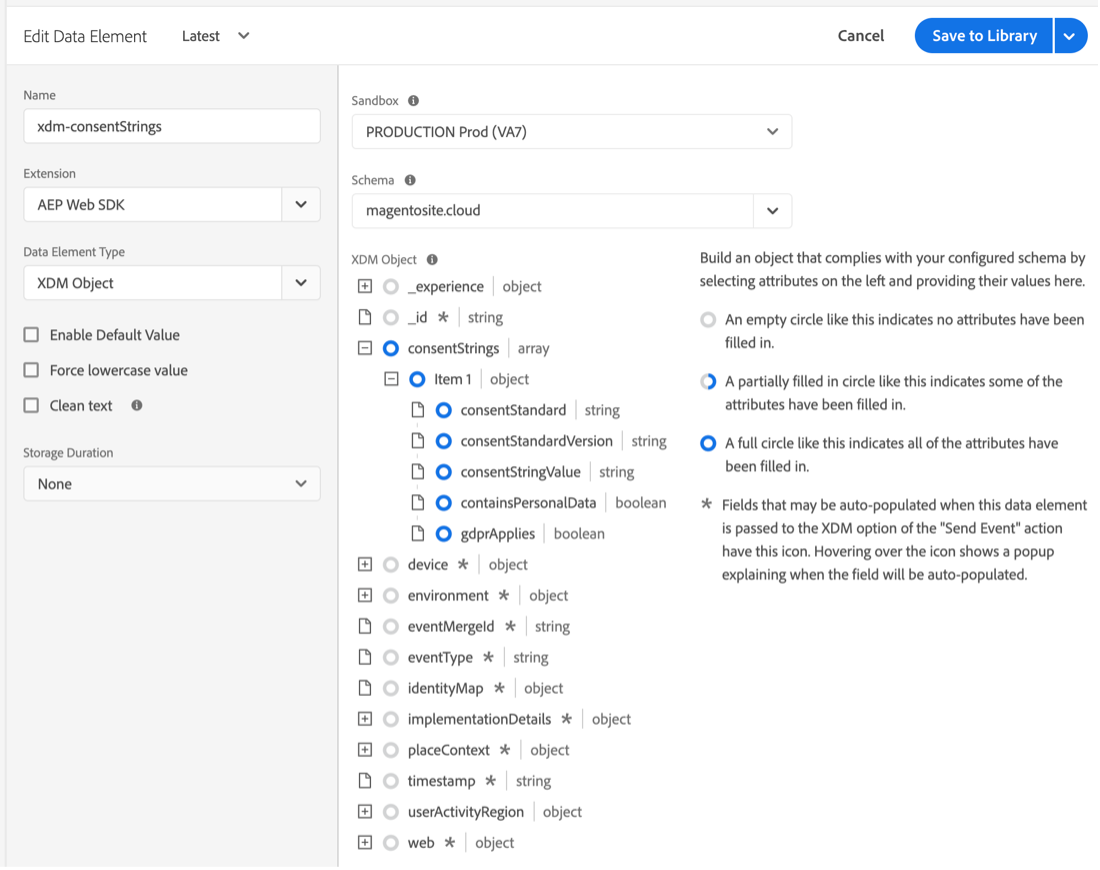 Edit Data Element
Latest
Cancel
Save to Library
Name
xdm-consentStrings
Extension
AEP Web SDK
Data Element Type
XDM Object
Enable Default Value
Force lowercase value
Clean text
Storage Duration
None
Sandbox
PRODUCTION Prod (VA7)
Schema
magentosite.cloud
XDM Object
_experience object
_id * string
consentStrings array
Item 1 object
consentStandard string
consentStandardVersion string
consentStringValue string
containsPersonalData boolean
gdprApplies boolean
device * object
environment * object
eventMergeId * string
eventType * string
identityMap * object
implementationDetails * object
placeContext * object
timestamp * string
userActivityRegion object
web * object
Build an object that complies with your configured schema by
selecting attributes on the left and providing their values here.
An empty circle like this indicates no attributes have been
filled in.
A partially filled in circle like this indicates some of the
attributes have been filled in.
A full circle like this indicates all of the attributes have
been filled in.
* Fields that may be auto-populated when this data element
is passed to the XDM option of the "Send Event" action
have this icon. Hovering over the icon shows a popup
explaining when the field will be auto-populated.